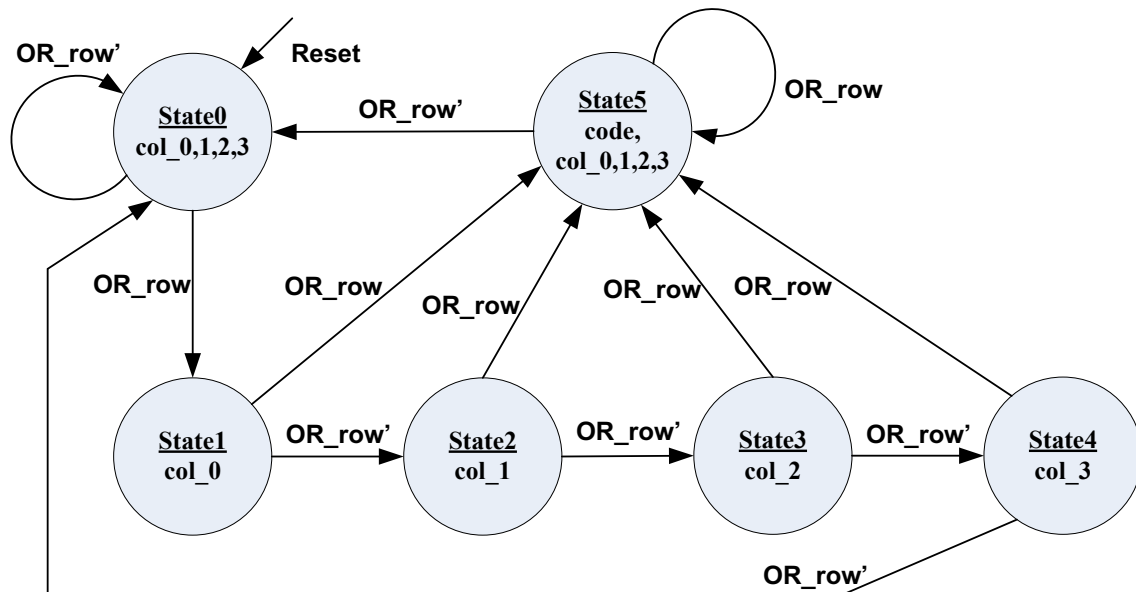 OR_row’
Reset
State0
col_0,1,2,3
OR_row’
State5
code,
col_0,1,2,3
OR_row
OR_row
OR_row
OR_row
OR_row
OR_row
State1
col_0
OR_row’
State2
col_1
OR_row’
State3
col_2
OR_row’
State4
col_3
OR_row’